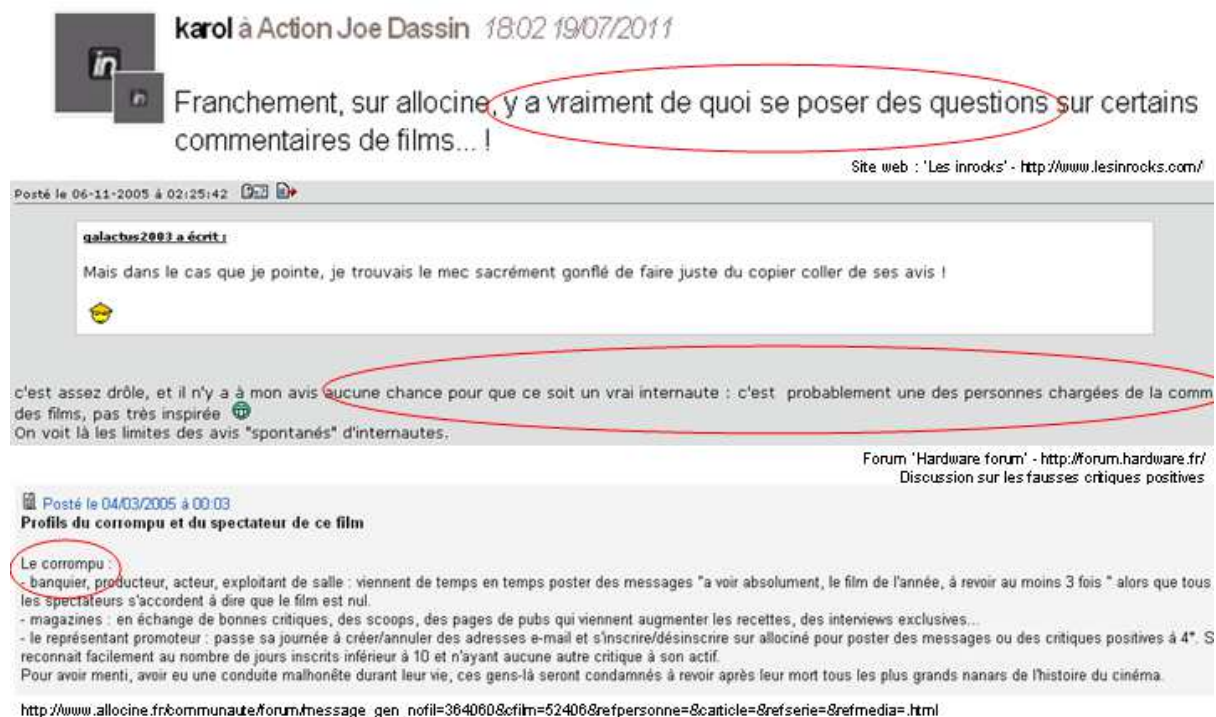 karol à Action Joe Dassin 18:02 19/07/2011
in
in
Franchement, sur allocine, y a vraiment de quoi se poser des questions sur certains
commentaires de films... !
Site web : 'Les inrocks' - http://www.lesinrocks.com/
Posté le 06-11-2005 à 02:25:42
galactus2003 a écrit :
Mais dans le cas que je pointe, je trouvais le mec sacrément gonflé de faire juste du copier coller de ses avis !
c'est assez drôle, et il n'y a à mon avis aucune chance pour que ce soit un vrai internaute : c'est probablement une des personnes chargées de la comm
des films, pas très inspirée
On voit là les limites des avis "spontanés" d'internautes.
Forum 'Hardware forum' - http://forum.hardware.fr/
Discussion sur les fausses critiques positives
Posté le 04/03/2005 à 00:03
Profils du corrompu et du spectateur de ce film
Le corrompu :
- banquier, producteur, acteur, exploitant de salle : viennent de temps en temps poster des messages "a voir absolument, le film de l'année, à revoir au moins 3 fois " alors que tous
les spectateurs s'accordent à dire que le film est nul.
- magazines : en échange de bonnes critiques, des scoops, des pages de pubs qui viennent augmenter les recettes, des interviews exclusives...
- le représentant promoteur : passe sa journée à créer/annuler des adresses e-mail et s'inscrire/désinscrire sur allociné pour poster des messages ou des critiques positives à 4*. S
reconnait facilement au nombre de jours inscrits inférieur à 10 et n'ayant aucune autre critique à son actif.
Pour avoir menti, avoir eu une conduite malhonête durant leur vie, ces gens-là seront condamnés à revoir après leur mort tous les plus grands nanars de l'histoire du cinéma.
http://www.allocine.fr/communaute/forum/message_gen_nofil=364060&cfilm=52406&refpersonne=&carticle=&refserie=&refmedia=.html